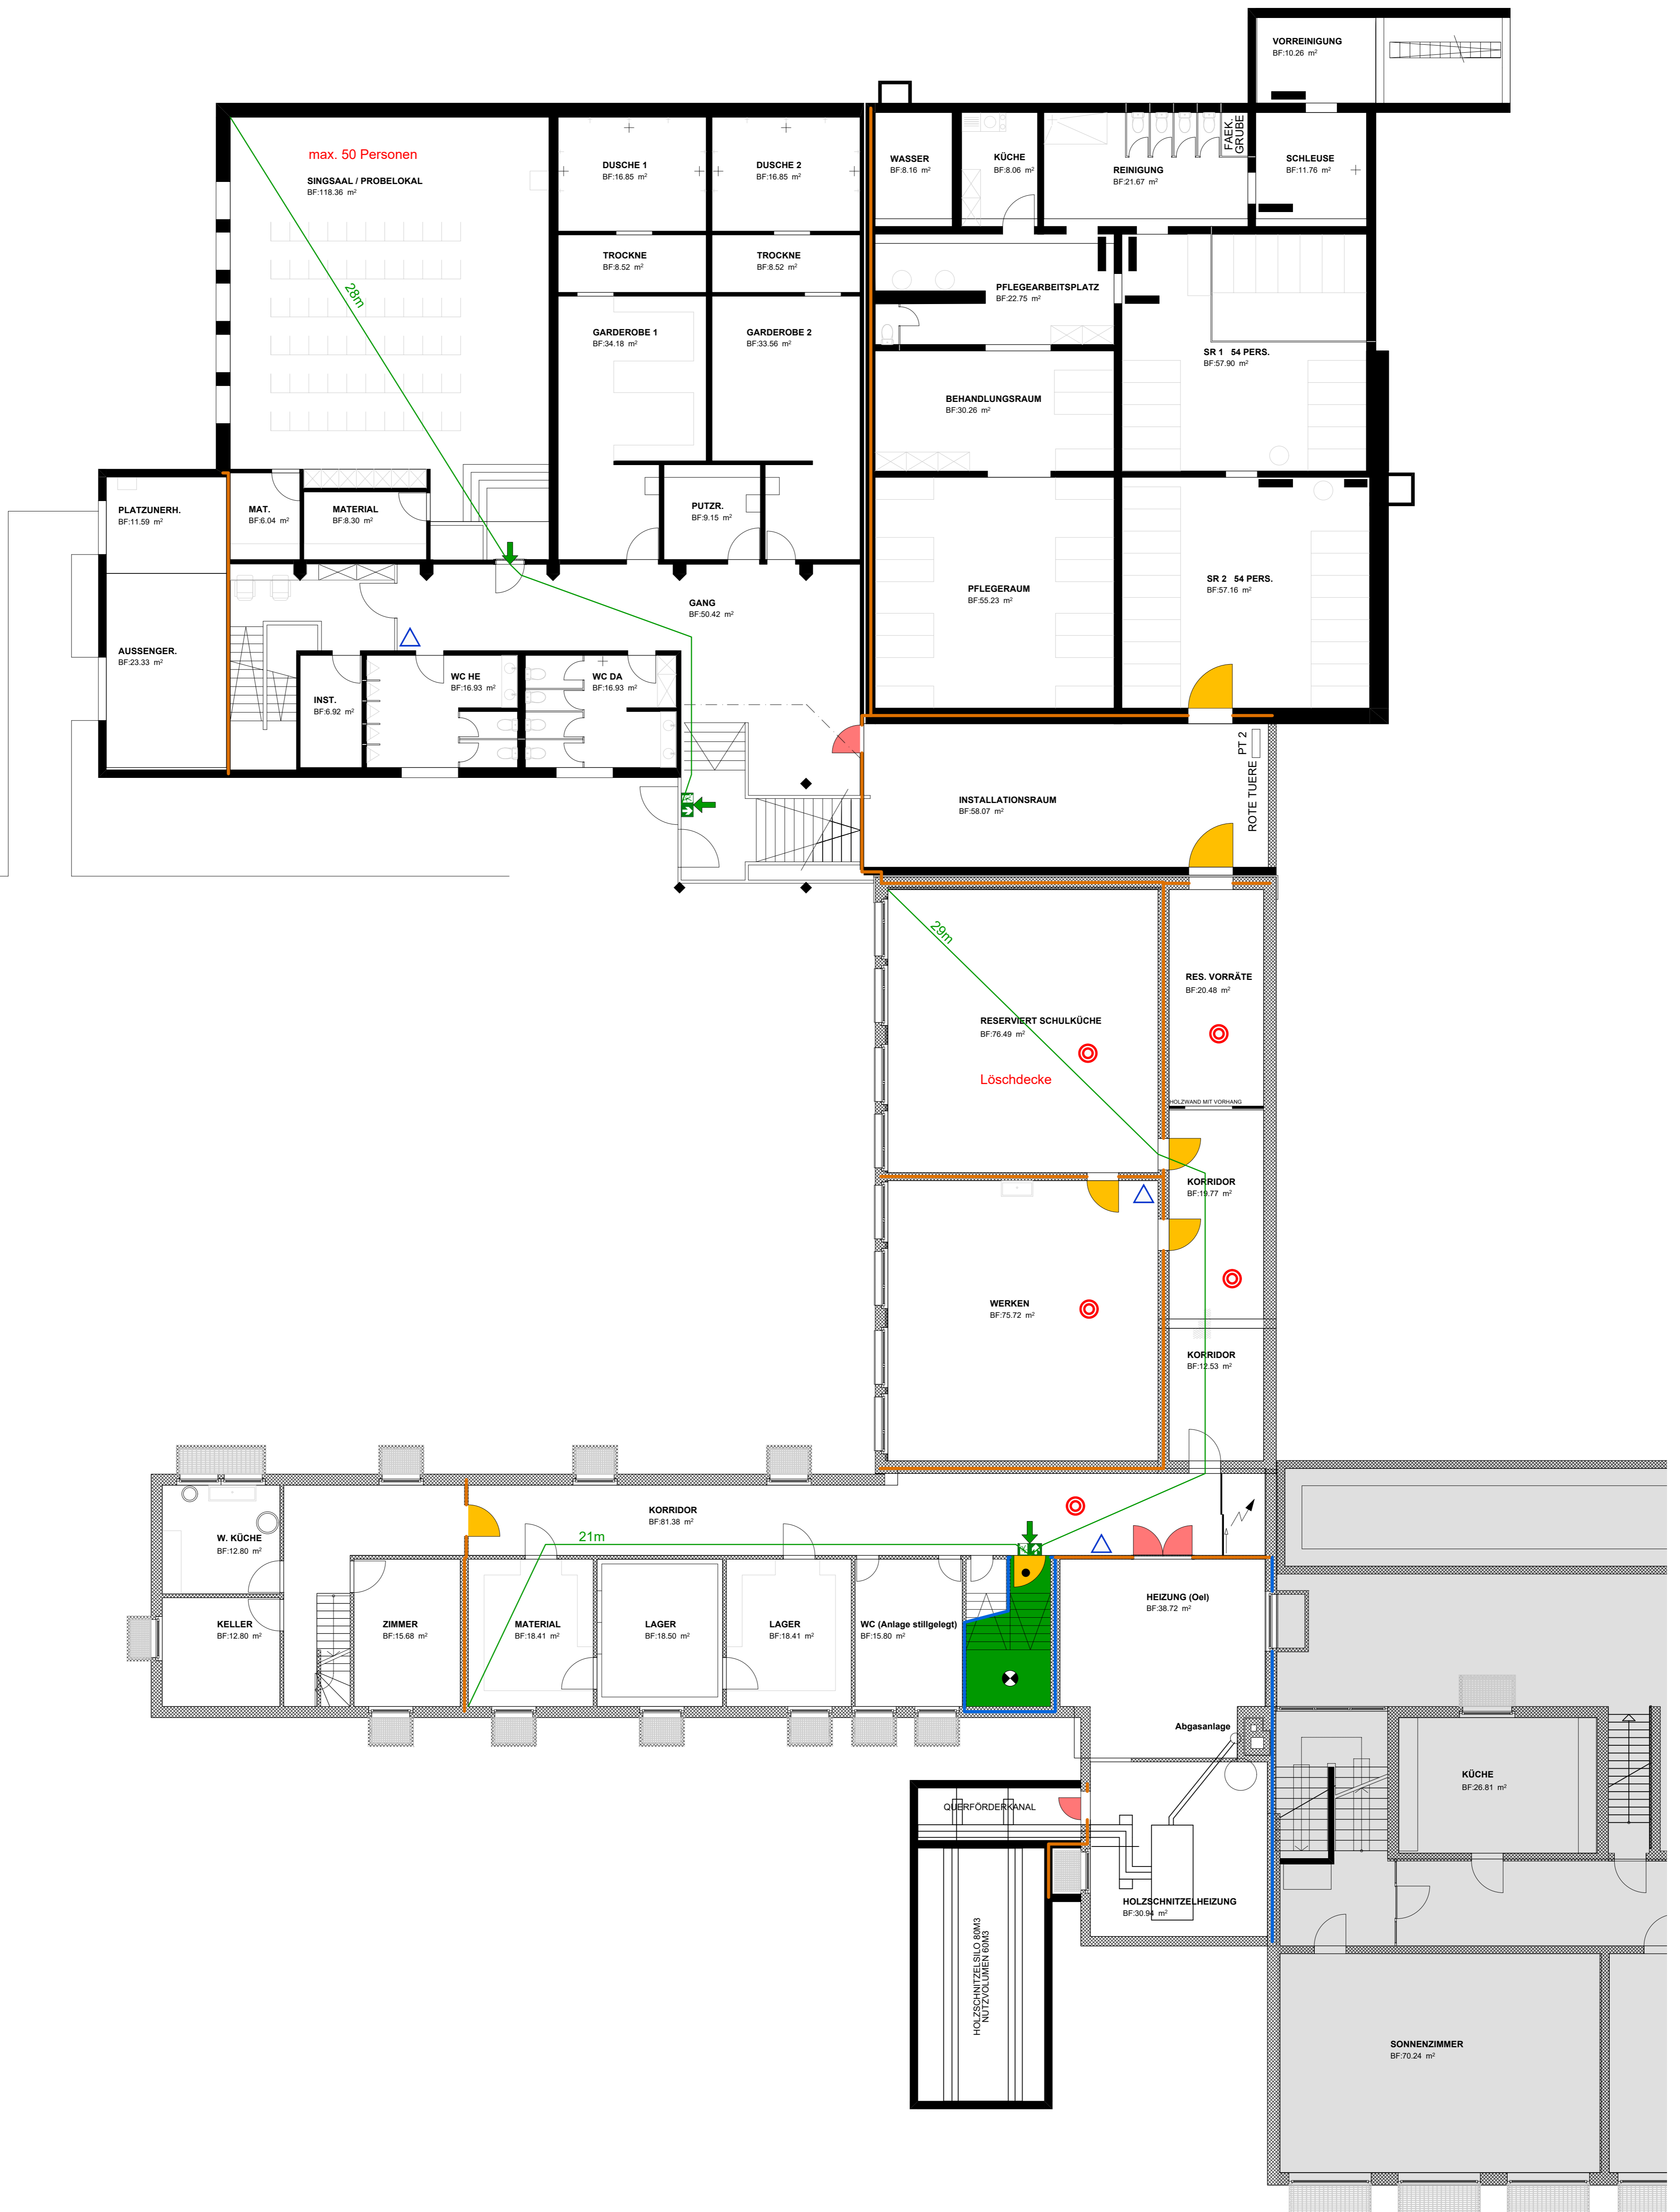 VORREINIGUNG
BF:10.26 m²
max. 50 Personen
SINGSAAL / PROBELOKAL
BF:118.36 m²
28m
DUSCHE 1
BF:16.85 m²
DUSCHE 2
BF:16.85 m²
WASSER
BF:8.16 m²
KÜCHE
BF:8.06 m²
REINIGUNG
BF:21.67 m²
FAEK.
GRUBE
SCHLEUSE
BF:11.76 m²
TROCKNE
BF:8.52 m²
TROCKNE
BF:8.52 m²
PFLEGEARBEITSPLATZ
BF:22.75 m²
GARDEROBE 1
BF:34.18 m²
GARDEROBE 2
BF:33.56 m²
SR 1 54 PERS.
BF:57.90 m²
BEHANDLUNGSRAUM
BF:30.26 m²
PLATZUNERH.
BF:11.59 m²
MAT.
BF:6.04 m²
MATERIAL
BF:8.30 m²
PUTZR.
BF:9.15 m²
PFLEGERAUM
BF:55.23 m²
SR 2 54 PERS.
BF:57.16 m²
GANG
BF:50.42 m²
AUSSENGER.
BF:23.33 m²
INST.
BF:6.92 m²
WC HE
BF:16.93 m²
WC DA
BF:16.93 m²
INSTALLATIONSRAUM
BF:58.07 m²
ROTE TUERE PT 2
29m
RES. VORRÄTE
BF:20.48 m²
RESERVIERT SCHULKÜCHE
BF:76.49 m²
Löschdecke
HOLZWAND MIT VORHANG
KORRIDOR
BF:19.77 m²
WERKEN
BF:75.72 m²
KORRIDOR
BF:12.53 m²
KORRIDOR
BF:81.38 m²
21m
W. KÜCHE
BF:12.80 m²
KELLER
BF:12.80 m²
ZIMMER
BF:15.68 m²
MATERIAL
BF:18.41 m²
LAGER
BF:18.50 m²
LAGER
BF:18.41 m²
WC (Anlage stillgelegt)
BF:15.80 m²
HEIZUNG (Oel)
BF:38.72 m²
Abgasanlage
QUERFÖRDERKANAL
KÜCHE
BF:26.81 m²
HOLZSCHNITZELHEIZUNG
BF:30.94 m²
HOLZSCHNITZELSILO 80M3
NUTZVOLUMEN 60M3
SONNENZIMMER
BF:70.24 m²